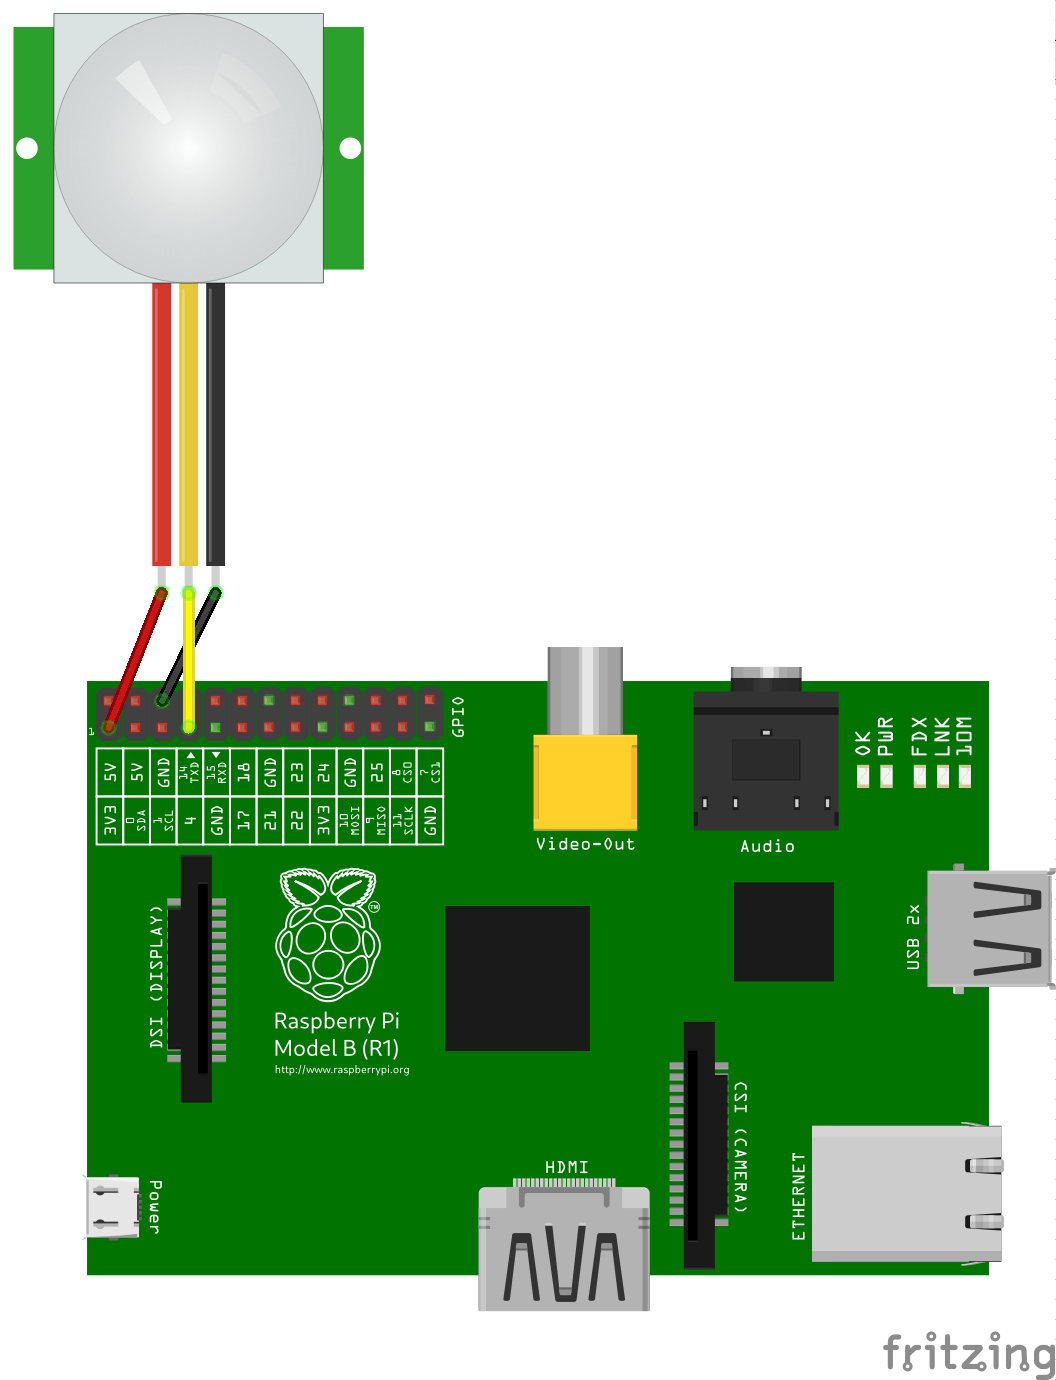 GPIO
1
5V 5V GND 14 TXD 15 RXD 18 GND 23 24 GND 25 8 CS0 7 CS1
3V3 0 SDA 1 SCL 4 GND 17 21 22 3V3 10 MOSI 9 MISO 11 SCLK GND
OK PWR FDX LNK 10M
Video-Out
Audio
DSI (DISPLAY)
TM
Raspberry Pi
Model B (R1)
http://www.raspberrypi.org
USB 2x
CSI (CAMERA)
Power
HDMI
ETHERNET
fritzing